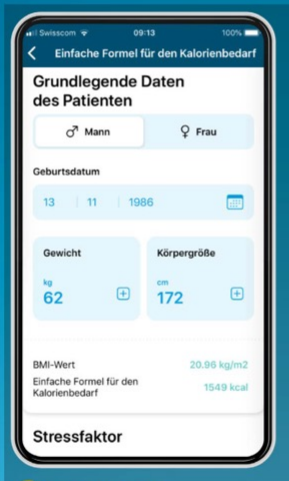 Swisscom 09:13 100%
Einfache Formel für den Kalorienbedarf
Grundlegende Daten
des Patienten
Mann Frau
Geburtsdatum
13 11 1986
Gewicht Körpergröße
kg cm
62 172
BMI-Wert 20.96 kg/m2
Einfache Formel für den
Kalorienbedarf 1549 kcal
Stressfaktor